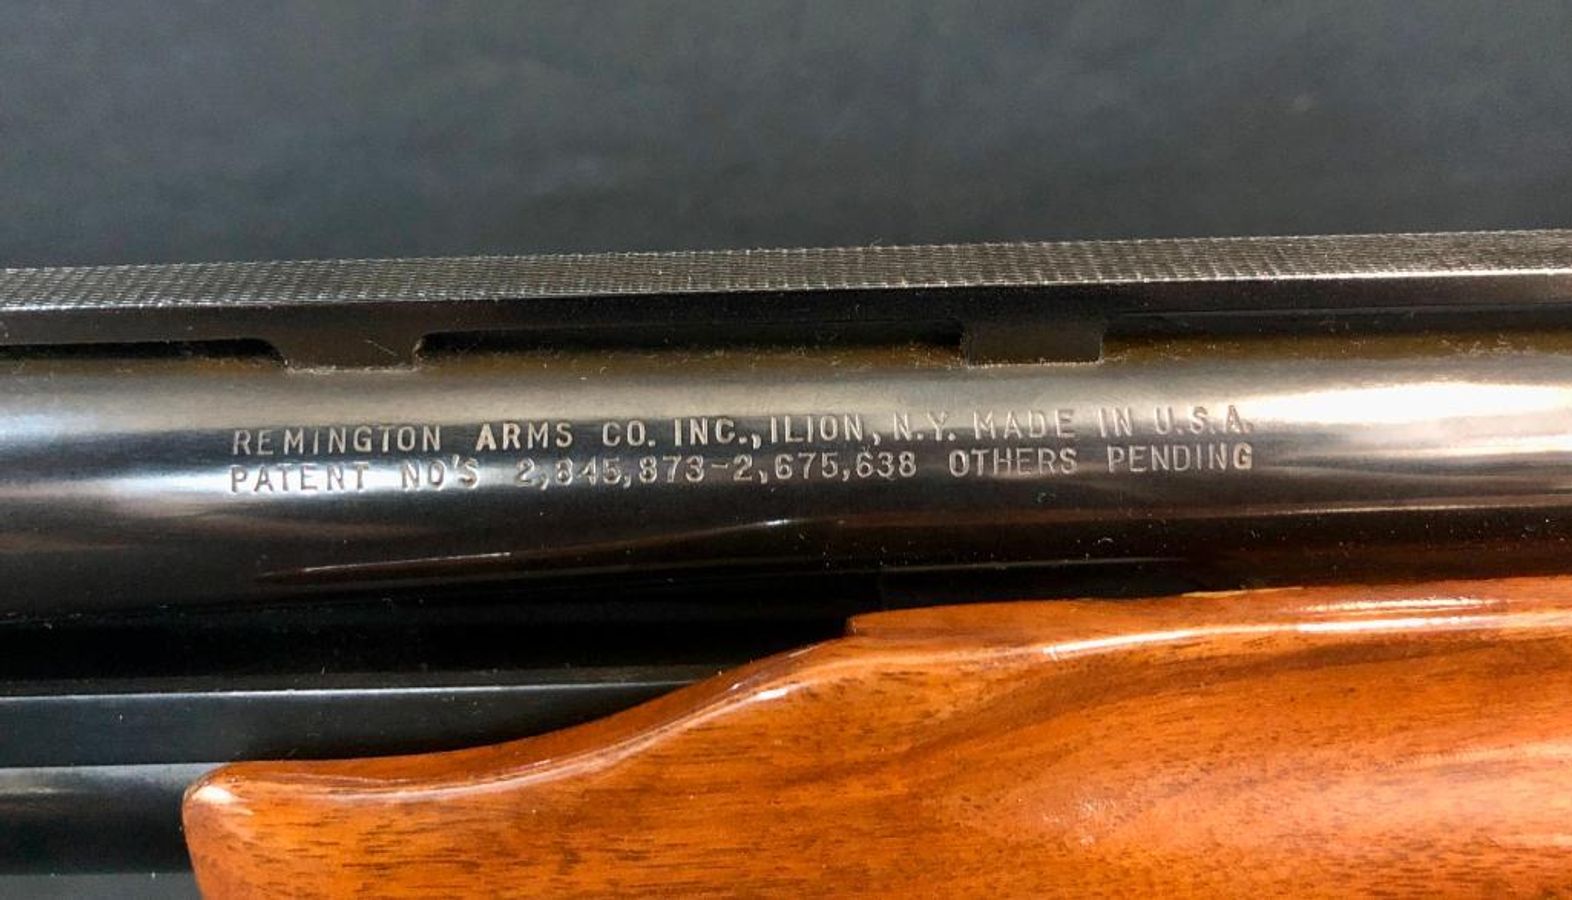 REMINGTON ARMS CO. INC., ILION, N.Y. MADE IN U.S.A.
PATENT NO'S 2,845,873-2,675,638 OTHERS PENDING